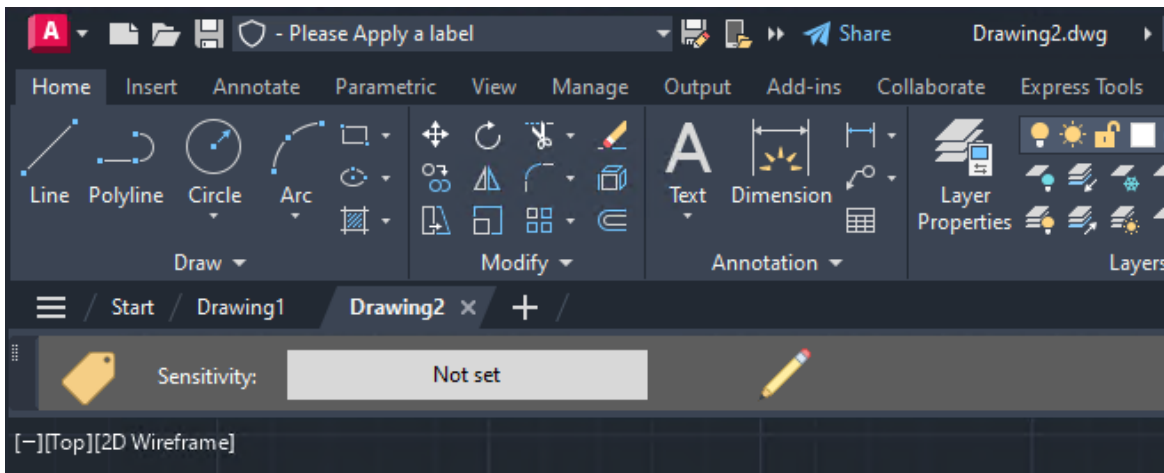 A - Please Apply a label Share Drawing2.dwg
Home Insert Annotate Parametric View Manage Output Add-ins Collaborate Express Tools
A
Line Polyline Circle Arc Text Dimension Layer
Properties
Draw Modify Annotation Layers
Start Drawing1 Drawing2
Sensitivity: Not set
[−][Top][2D Wireframe]